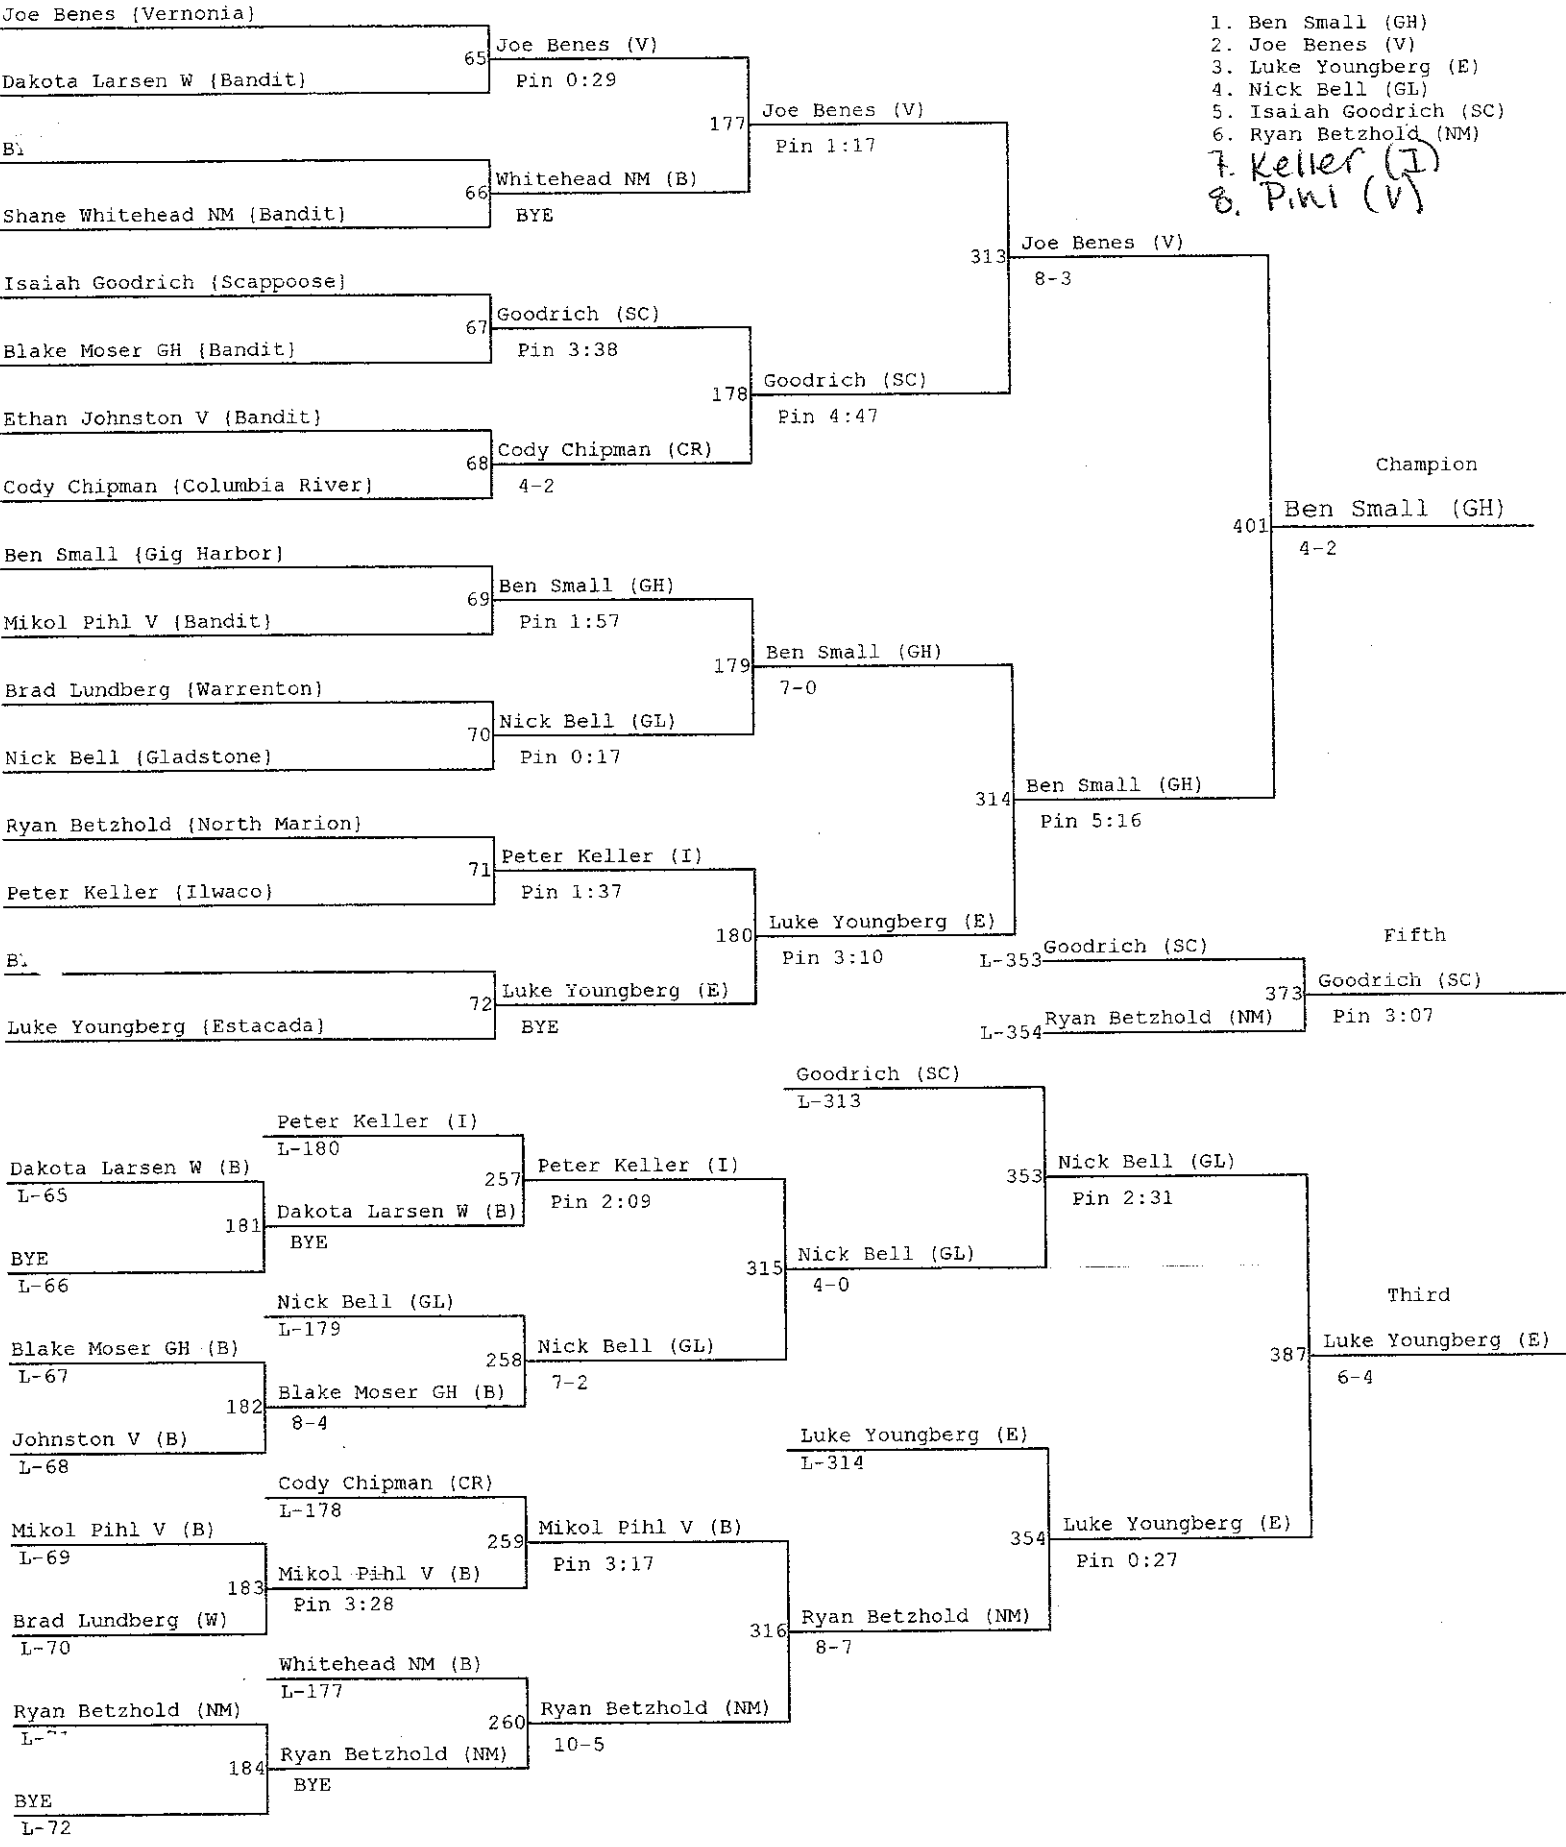 Joe Benes {Vernonia}
65
Joe Benes (V)
Pin 0:29
Dakota Larsen W {Bandit}
177
Joe Benes (V)
Pin 1:17
66
Whitehead NM (B)
BYE
Shane Whitehead NM {Bandit}
313
Joe Benes (V)
8-3
Isaiah Goodrich {Scappoose}
67
Goodrich (SC)
Pin 3:38
Blake Moser GH {Bandit}
178
Goodrich (SC)
Pin 4:47
Ethan Johnston V {Bandit}
68
Cody Chipman (CR)
4-2
Cody Chipman {Columbia River}
1. Ben Small (GH)
2. Joe Benes (V)
3. Luke Youngberg (E)
4. Nick Bell (GL)
5. Isaiah Goodrich (SC)
6. Ryan Betzhold (NM)
7. Keller (I)
8. Pihl (V)
Champion
401
Ben Small (GH)
4-2
Ben Small {Gig Harbor}
69
Ben Small (GH)
Pin 1:57
Mikol Pihl V {Bandit}
179
Ben Small (GH)
7-0
Brad Lundberg {Warrenton}
70
Nick Bell (GL)
Pin 0:17
Nick Bell {Gladstone}
314
Ben Small (GH)
Pin 5:16
Ryan Betzhold {North Marion}
71
Peter Keller (I)
Pin 1:37
Peter Keller {Ilwaco}
180
Luke Youngberg (E)
Pin 3:10
72
Luke Youngberg (E)
BYE
Luke Youngberg {Estacada}
Fifth
L-353
Goodrich (SC)
373
Goodrich (SC)
Pin 3:07
L-354
Ryan Betzhold (NM)
Goodrich (SC)
L-313
Peter Keller (I)
L-180
Dakota Larsen W (B)
L-65
257
Peter Keller (I)
Pin 2:09
181
Dakota Larsen W (B)
BYE
BYE
L-66
353
Nick Bell (GL)
Pin 2:31
315
Nick Bell (GL)
4-0
Nick Bell (GL)
L-179
Blake Moser GH (B)
L-67
258
Nick Bell (GL)
7-2
182
Blake Moser GH (B)
8-4
Johnston V (B)
L-68
Third
387
Luke Youngberg (E)
6-4
Luke Youngberg (E)
L-314
Cody Chipman (CR)
L-178
Mikol Pihl V (B)
L-69
259
Mikol Pihl V (B)
Pin 3:17
183
Mikol Pihl V (B)
Pin 3:28
Brad Lundberg (W)
L-70
354
Luke Youngberg (E)
Pin 0:27
316
Ryan Betzhold (NM)
8-7
Whitehead NM (B)
L-177
Ryan Betzhold (NM)
260
Ryan Betzhold (NM)
10-5
184
Ryan Betzhold (NM)
BYE
BYE
L-72